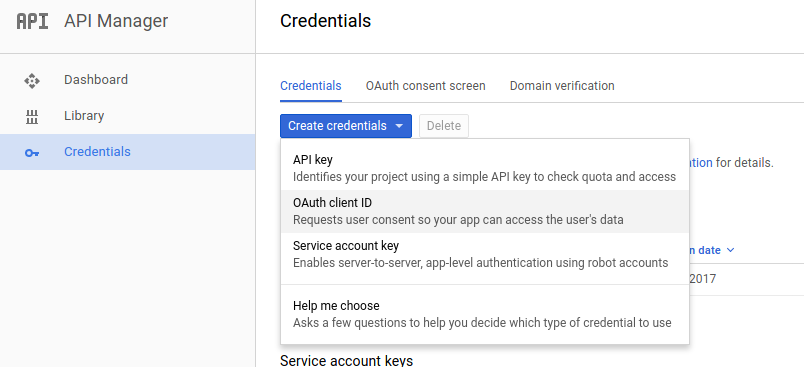 API API Manager
Credentials
Dashboard
Library
Credentials
Credentials OAuth consent screen Domain verification
Create credentials Delete
API key
Identifies your project using a simple API key to check quota and access
for details.
OAuth client ID
Requests user consent so your app can access the user's data
Service account key
Enables server-to-server, app-level authentication using robot accounts
date
2017
Help me choose
Asks a few questions to help you decide which type of credential to use
Service account keys